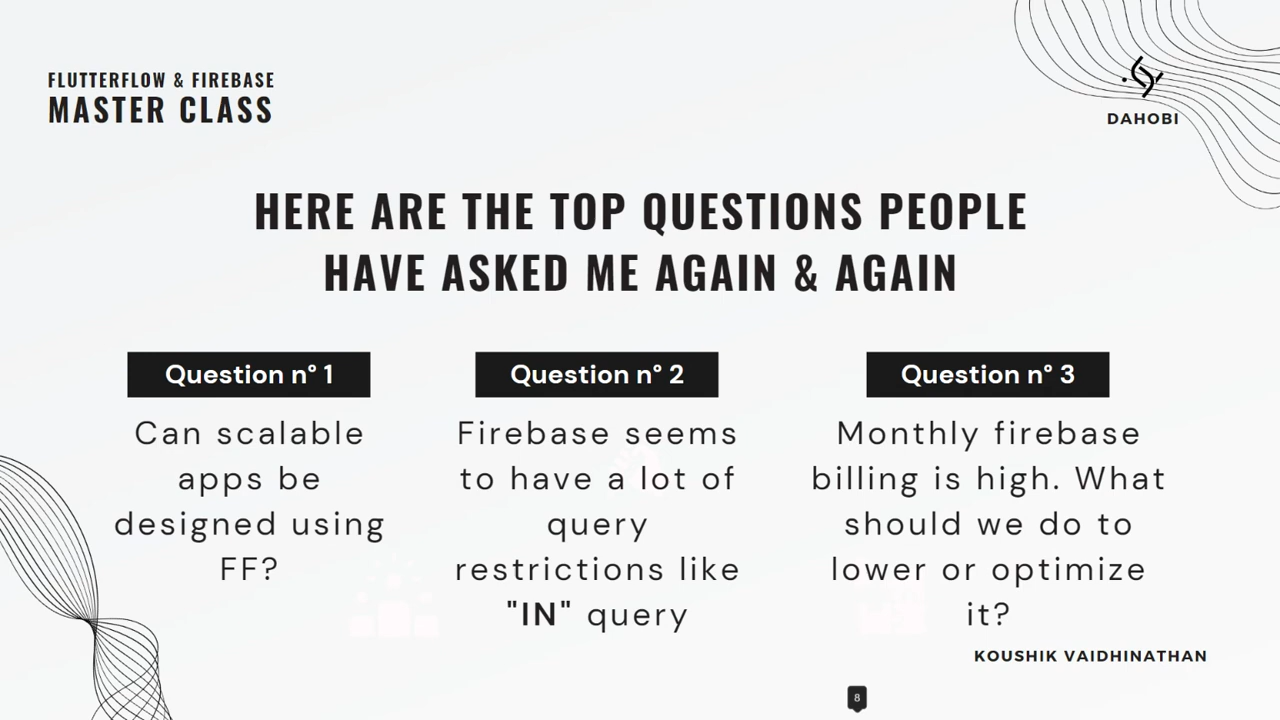 FLUTTERFLOW & FIREBASE
MASTER CLASS
DAHOBI
HERE ARE THE TOP QUESTIONS PEOPLE
HAVE ASKED ME AGAIN & AGAIN
Question n° 1
Can scalable
apps be
designed using
FF?
Question n° 2
Firebase seems
to have a lot of
query
restrictions like
"IN" query
Question n° 3
Monthly firebase
billing is high. What
should we do to
lower or optimize
it?
KOUSHIK VAIDHINATHAN
8